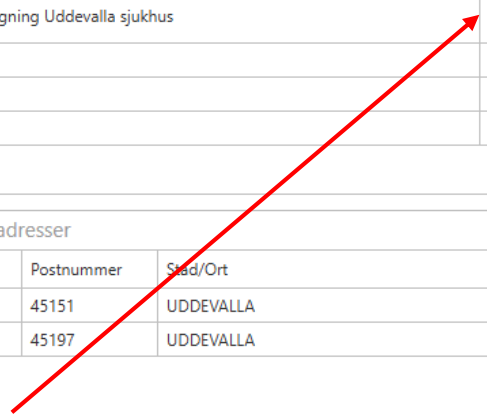 gning Uddevalla sjukhus
adresser
Postnummer Stad/Ort
45151 UDDEVALLA
45197 UDDEVALLA